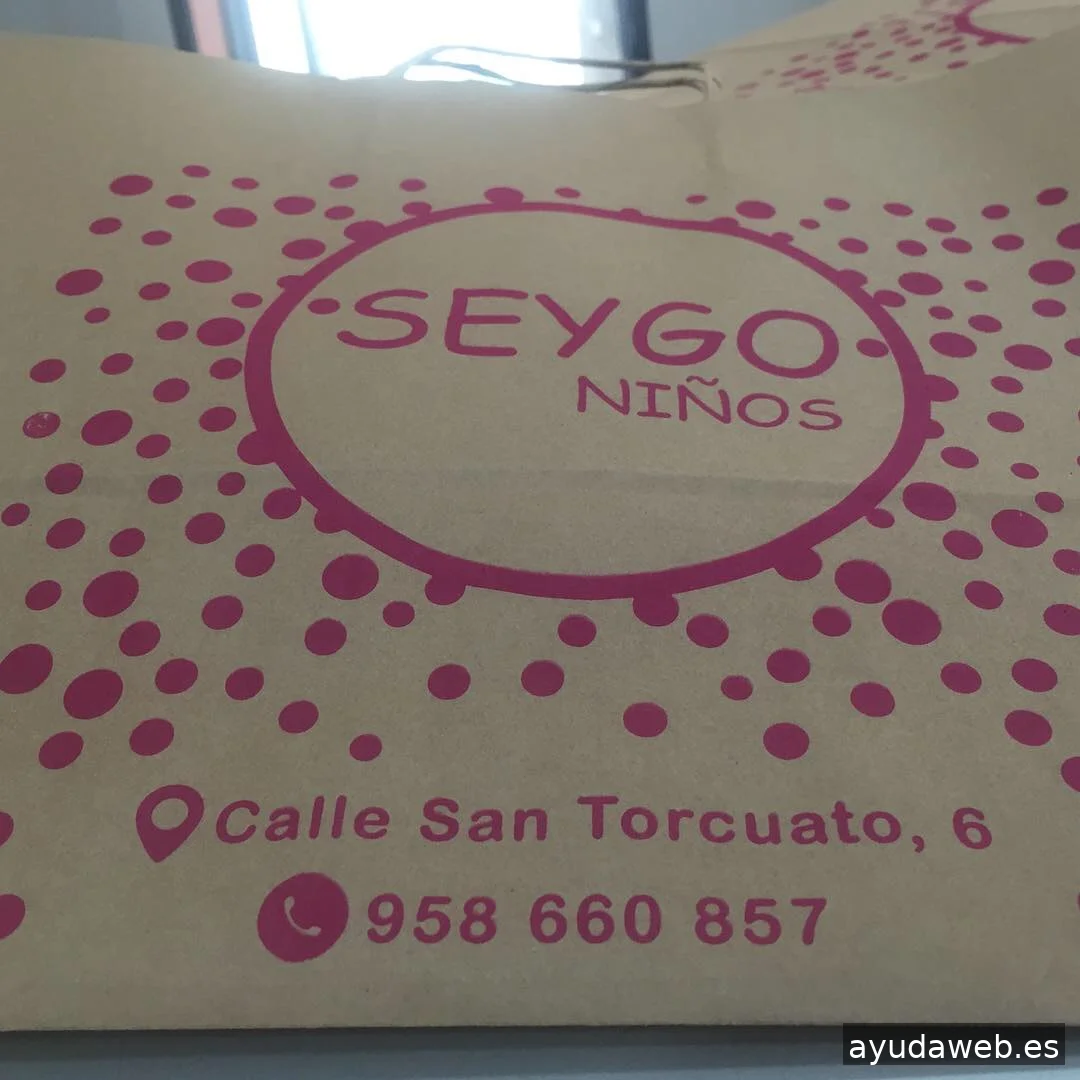 SEYGO
NIÑOS
Calle San Torcuato, 6
958 660 857
ayudaweb.es